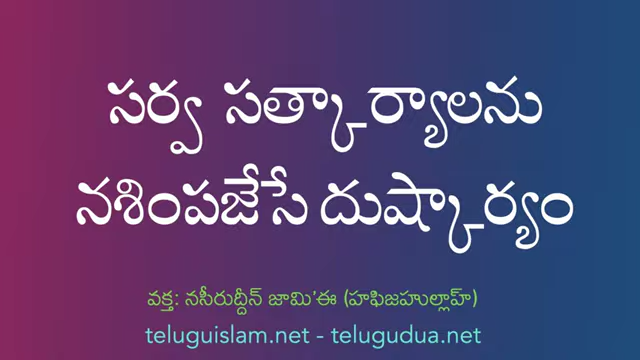 సర్వ సత్కార్యాలను
నశింపజేసే దుష్కార్యం
వక్త: నసీరుద్దీన్ జామి'ఈ (హఫిజహుల్లాహ్)
teluguislam.net - telugudua.net